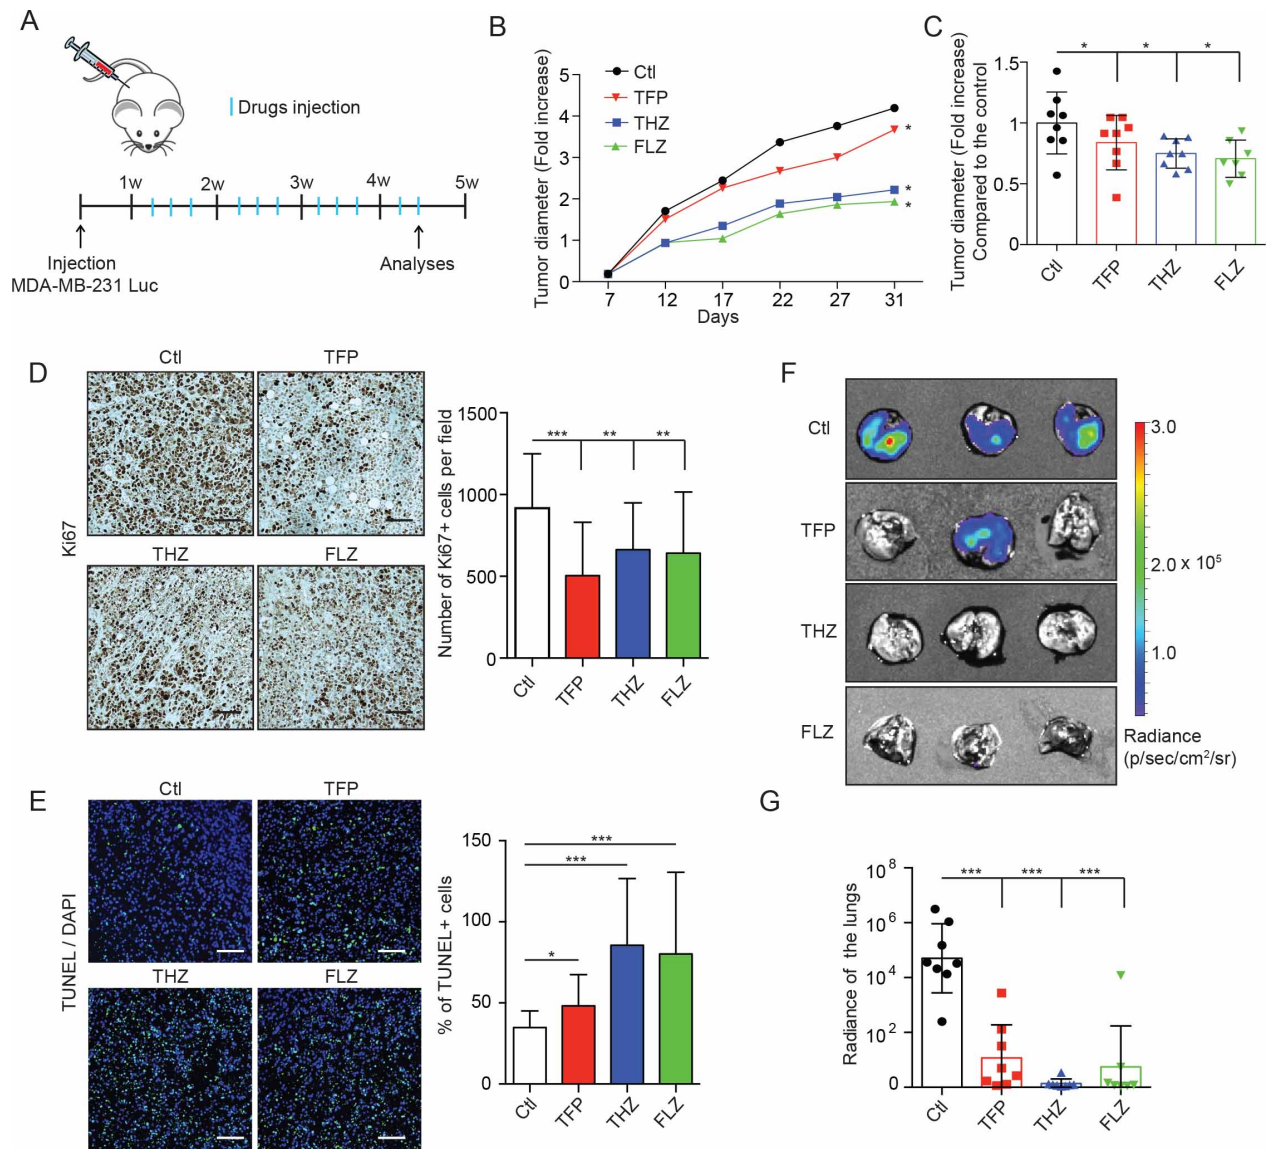 A
Drugs injection
1w 2w 3w 4w 5w
Injection
MDA-MB-231 Luc
Analyses
B
Tumor diameter (Fold increase)
5
4
3
2
1
0
Ctl
TFP
THZ
FLZ
*
*
*
7 12 17 22 27 31
Days
C
Tumor diameter (Fold increase)
Compared to the control
1.5
1
0.5
0
* * *
Ctl TFP THZ FLZ
D
Ki67
Ctl TFP
THZ FLZ
Number of Ki67+ cells per field
1500
1000
500
0
*** ** **
Ctl TFP THZ FLZ
E
TUNEL / DAPI
Ctl TFP
THZ FLZ
% of TUNEL+ cells
150
100
50
0
***
***
*
Ctl TFP THZ FLZ
F
Ctl
TFP
THZ
FLZ
3.0
2.0 x 10⁵
1.0
Radiance
(p/sec/cm²/sr)
G
Radiance of the lungs
10⁸
10⁶
10⁴
10²
0
*** *** ***
Ctl TFP THZ FLZ